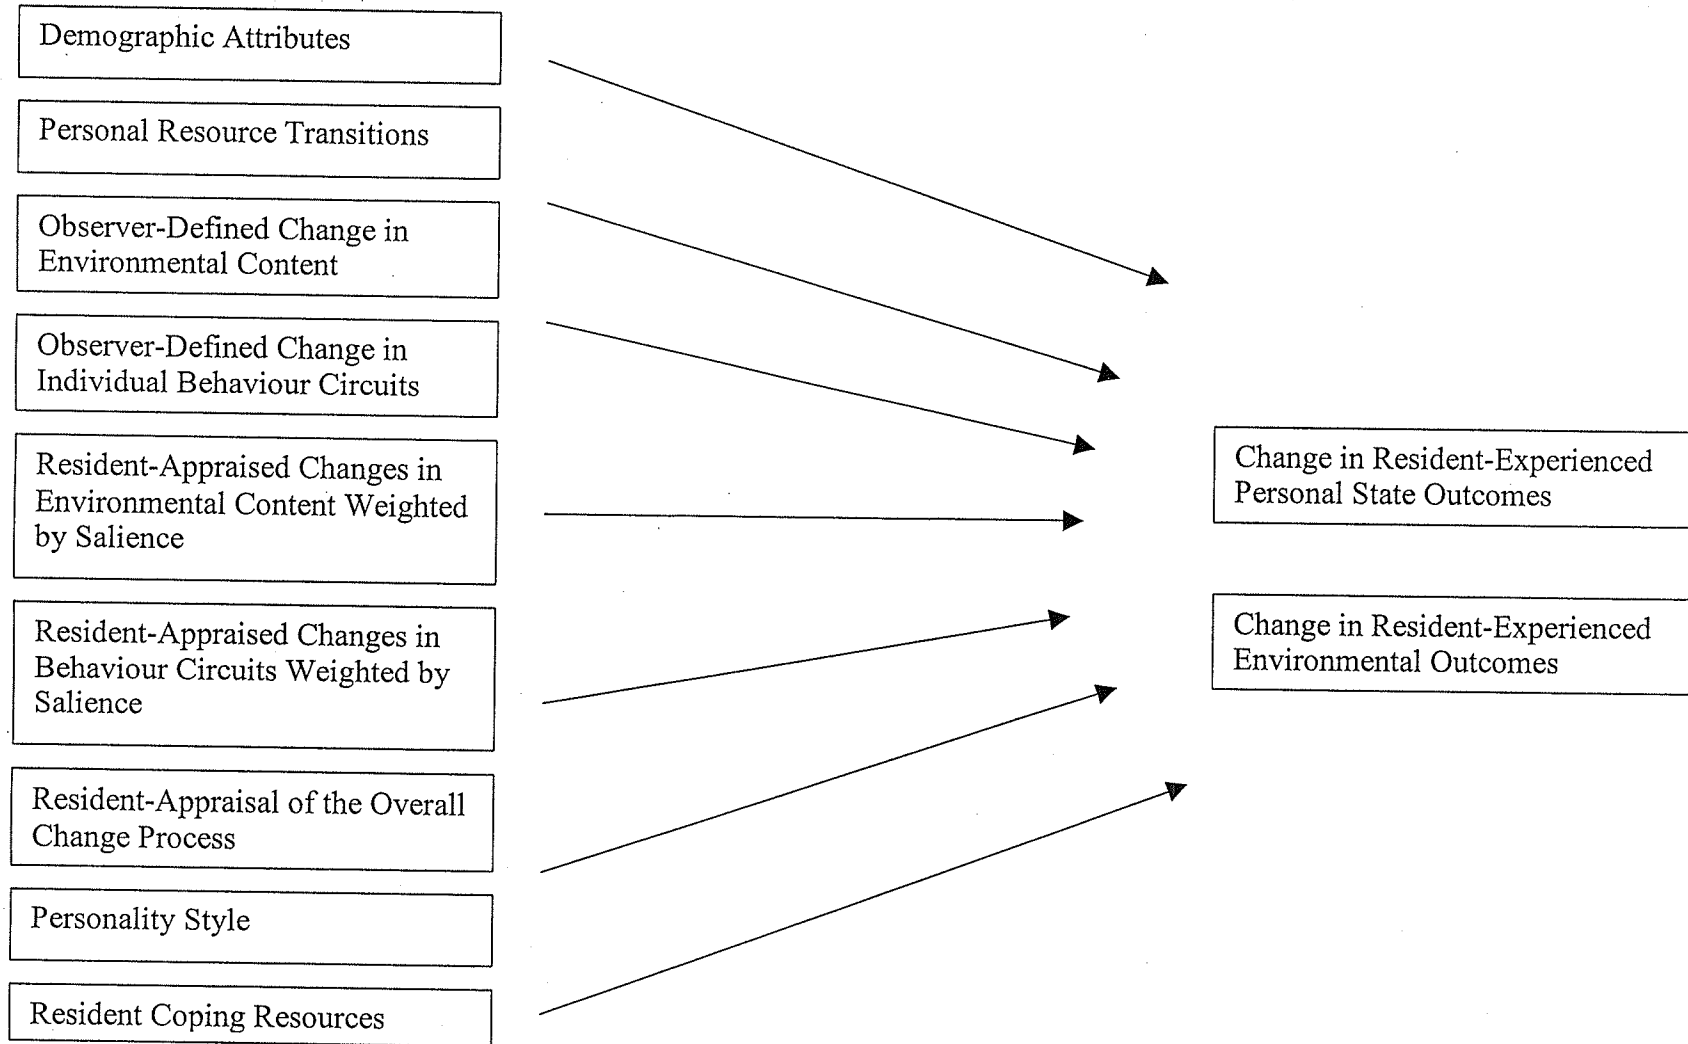 Demographic Attributes
Personal Resource Transitions
Observer-Defined Change in
Environmental Content
Observer-Defined Change in
Individual Behaviour Circuits
Resident-Appraised Changes in
Environmental Content Weighted
by Salience
Resident-Appraised Changes in
Behaviour Circuits Weighted by
Salience
Resident-Appraisal of the Overall
Change Process
Personality Style
Resident Coping Resources
Change in Resident-Experienced
Personal State Outcomes
Change in Resident-Experienced
Environmental Outcomes